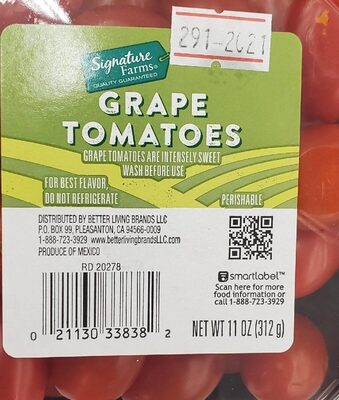 Signature
Farms™
QUALITY GUARANTEED
291-2021
GRAPE
TOMATOES
GRAPE TOMATOES ARE INTENSELY SWEET
WASH BEFORE USE
FOR BEST FLAVOR,
DO NOT REFRIGERATE
PERISHABLE
DISTRIBUTED BY BETTER LIVING BRANDS LLC
P.O. BOX 99, PLEASANTON, CA 94566-0009
1-888-723-3929 www.betterlivingbrandsLLC.com
PRODUCE OF MEXICO
RD 20278
0 21130 33838 2
smartlabel™
Scan here for more
food information or
call 1-888-723-3929
NET WT 11 OZ (312 g)